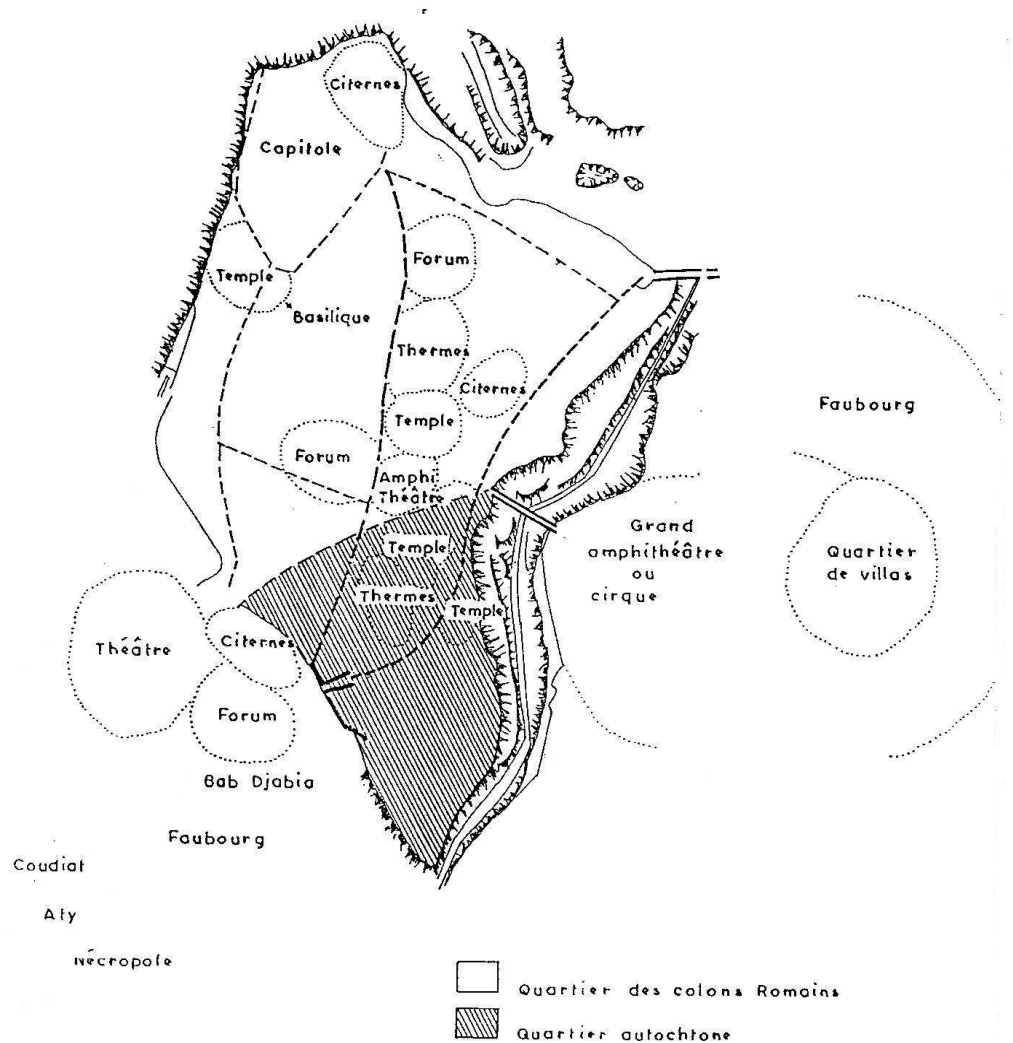 Citernes
Capitole
Forum
Temple
Basilique
Thermes
Citernes
Faubourg
Temple
Forum
Amphi
Théâtre
Grand
amphithéâtre
ou
cirque
Temple
Quartier
de villas
Thermes
Temple
Théâtre
Citernes
Forum
Bab Djabia
Faubourg
Coudiat
Aty
Nécropole
Quartier des colons Romains
Quartier autochtone